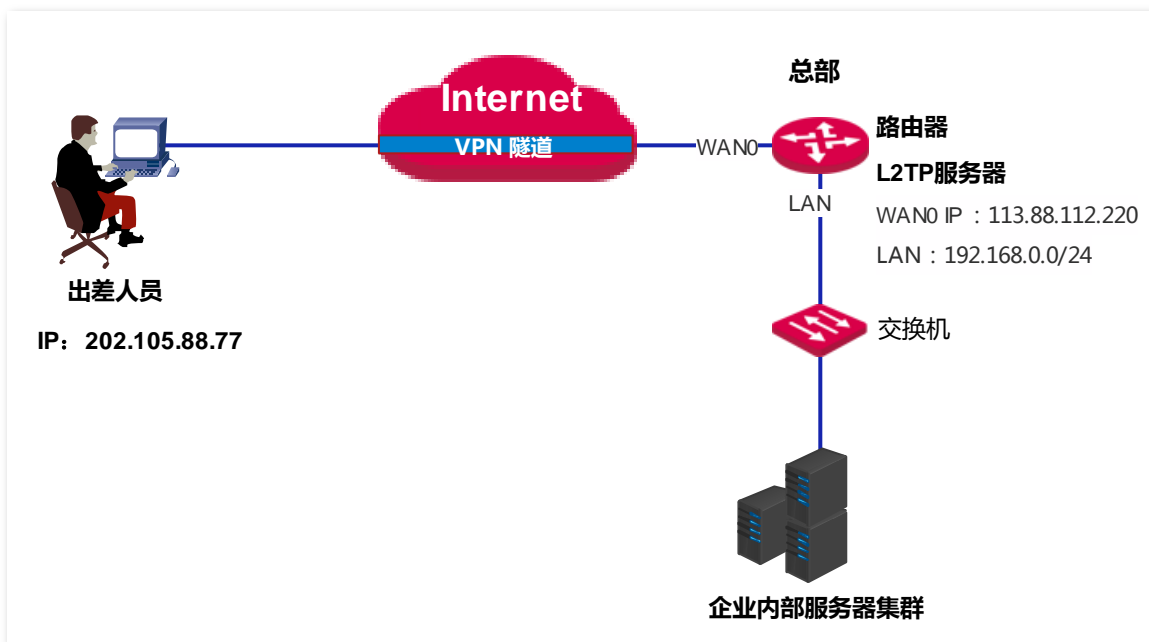 总部
Internet
VPN 隧道
WAN0
路由器
L2TP服务器
WAN0 IP：113.88.112.220
LAN：192.168.0.0/24
LAN
出差人员
IP：202.105.88.77
交换机
企业内部服务器集群